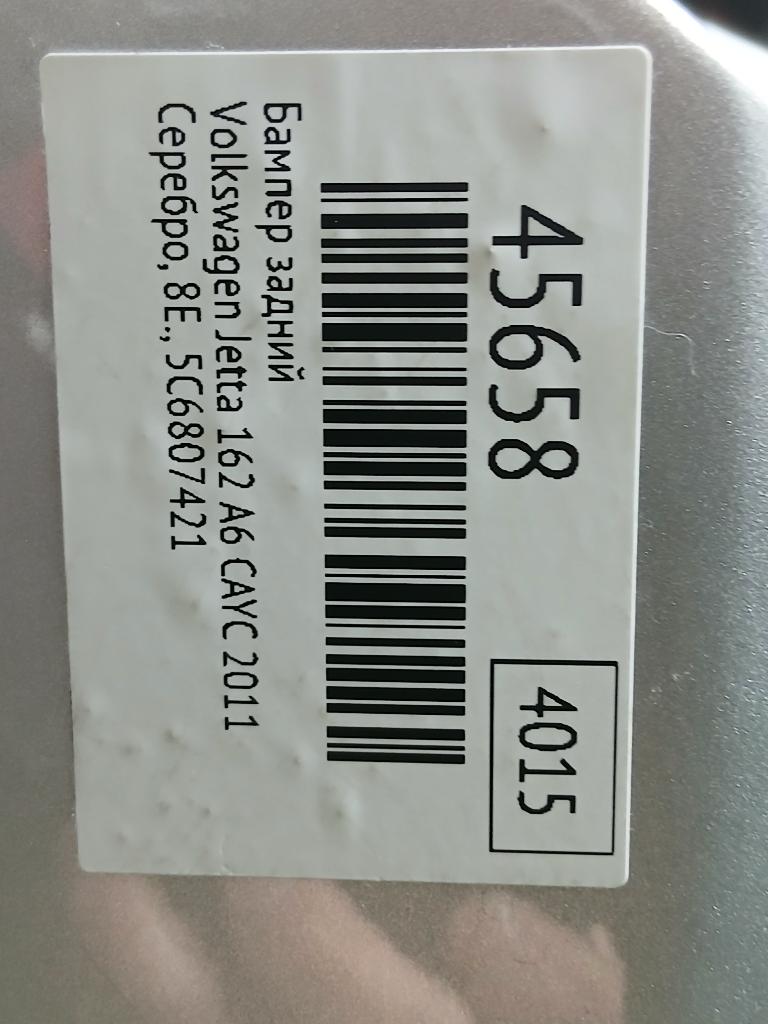 45658
4015
Бампер задний
Volkswagen Jetta 162 A6 CAYC 2011
Серебро, 8E., 5C6807421